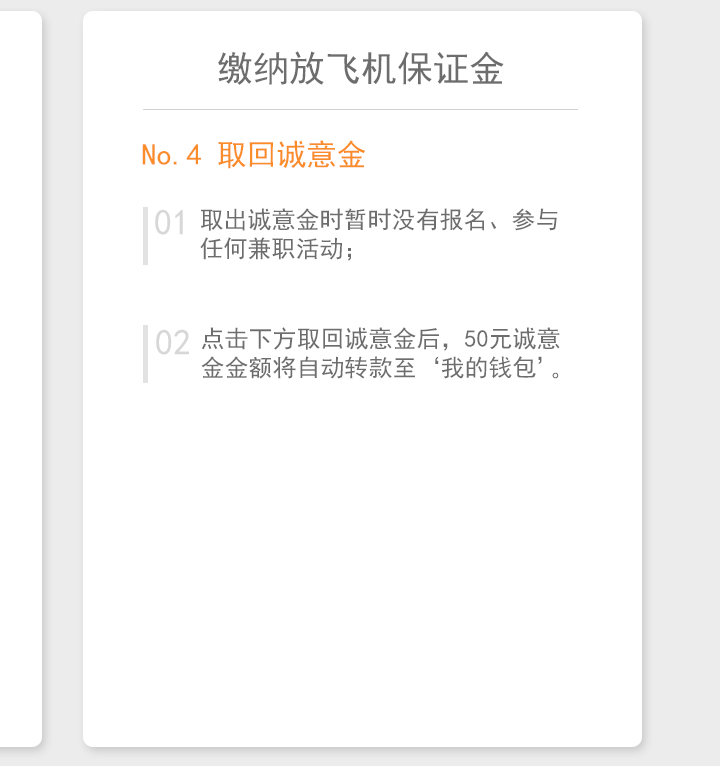 缴纳放飞机保证金
No.4 取回诚意金
01 取出诚意金时暂时没有报名、参与
任何兼职活动；
02 点击下方取回诚意金后，50元诚意
金金额将自动转款至‘我的钱包’。